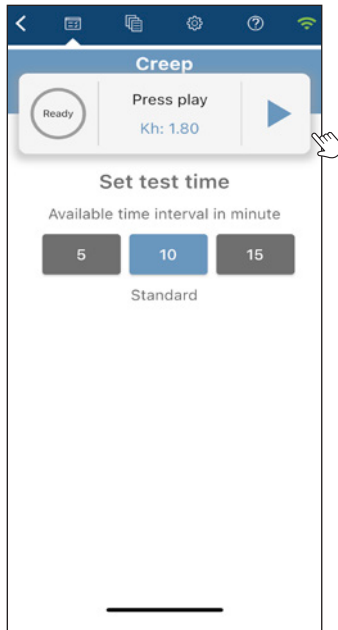 Creep
Ready
Press play
Kh: 1.80
Set test time
Available time interval in minute
5 10 15
Standard